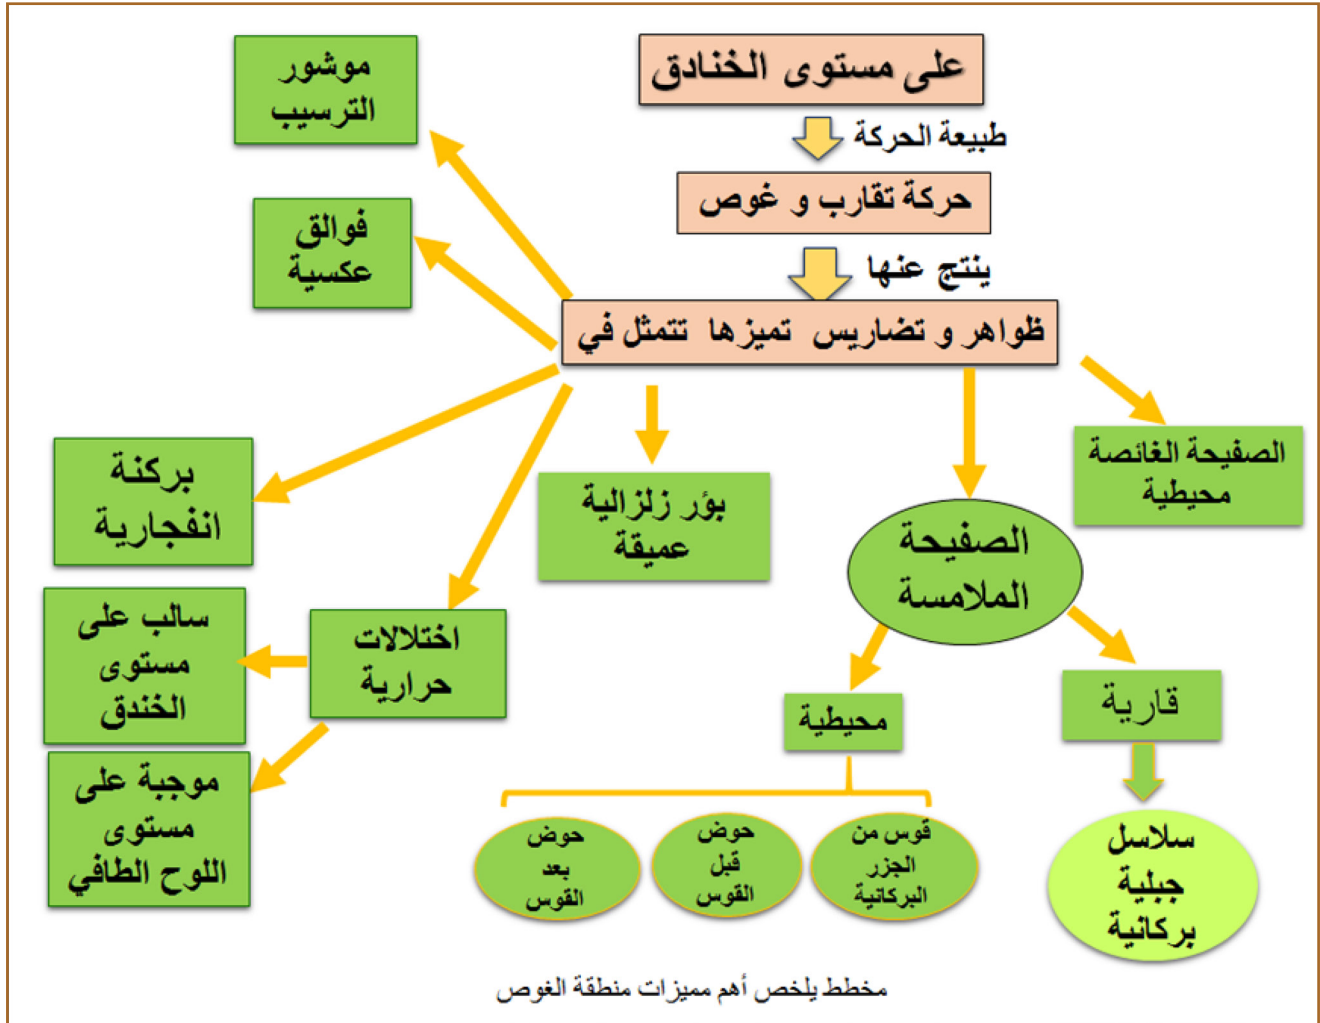 على مستوى الخنادق
طبيعة الحركة
حركة تقارب و غوص
ينتج عنها
ظواهر و تضاريس تميزها تتمثل في
موشور
الترسيب
فوالق
عكسية
بركنة
انفجارية
اختلالات
حرارية
سالب على
مستوى
الخندق
موجبة على
مستوى
اللوح الطافي
بؤر زلزالية
عميقة
الصفيحة الغائصة
محيطية
الصفيحة
الملامسة
قارية
سلاسل
جبلية
بركانية
محيطية
قوس من
الجزر
البركانية
حوض
قبل
القوس
حوض
بعد
القوس
مخطط يلخص أهم مميزات منطقة الغوص